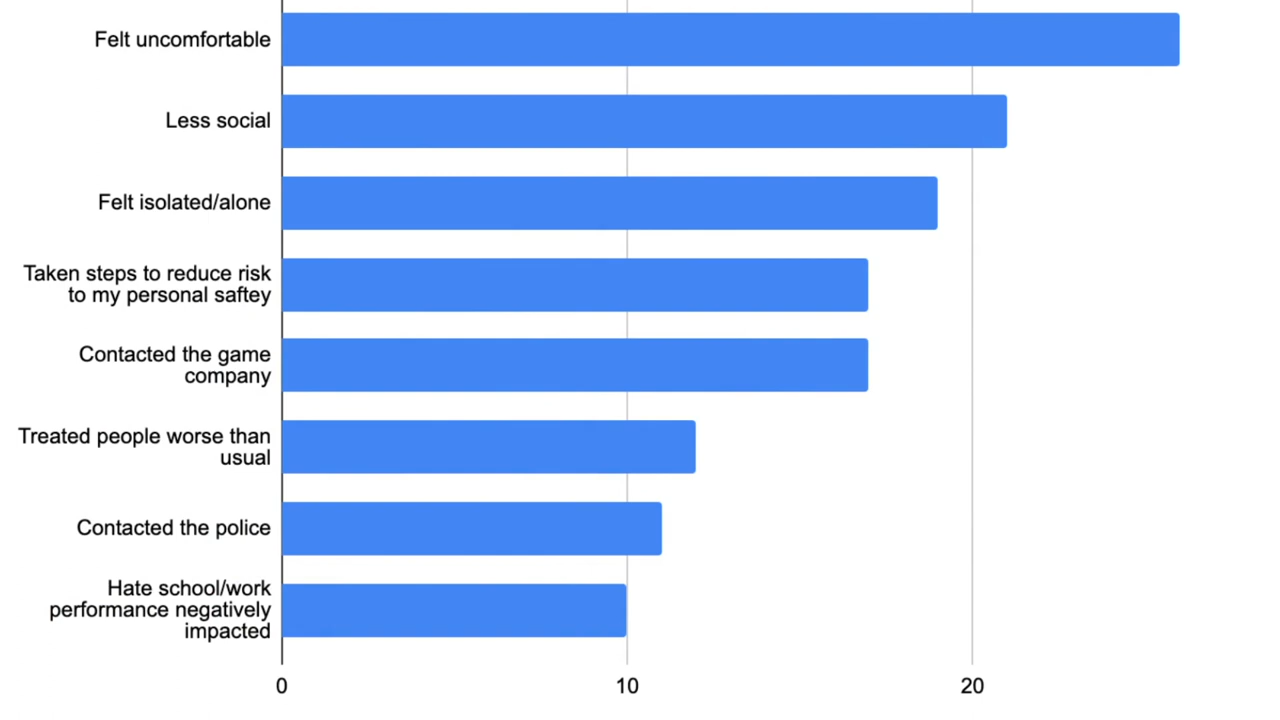 Felt uncomfortable
Less social
Felt isolated/alone
Taken steps to reduce risk
to my personal saftey
Contacted the game
company
Treated people worse than
usual
Contacted the police
Hate school/work
performance negatively
impacted
0 10 20